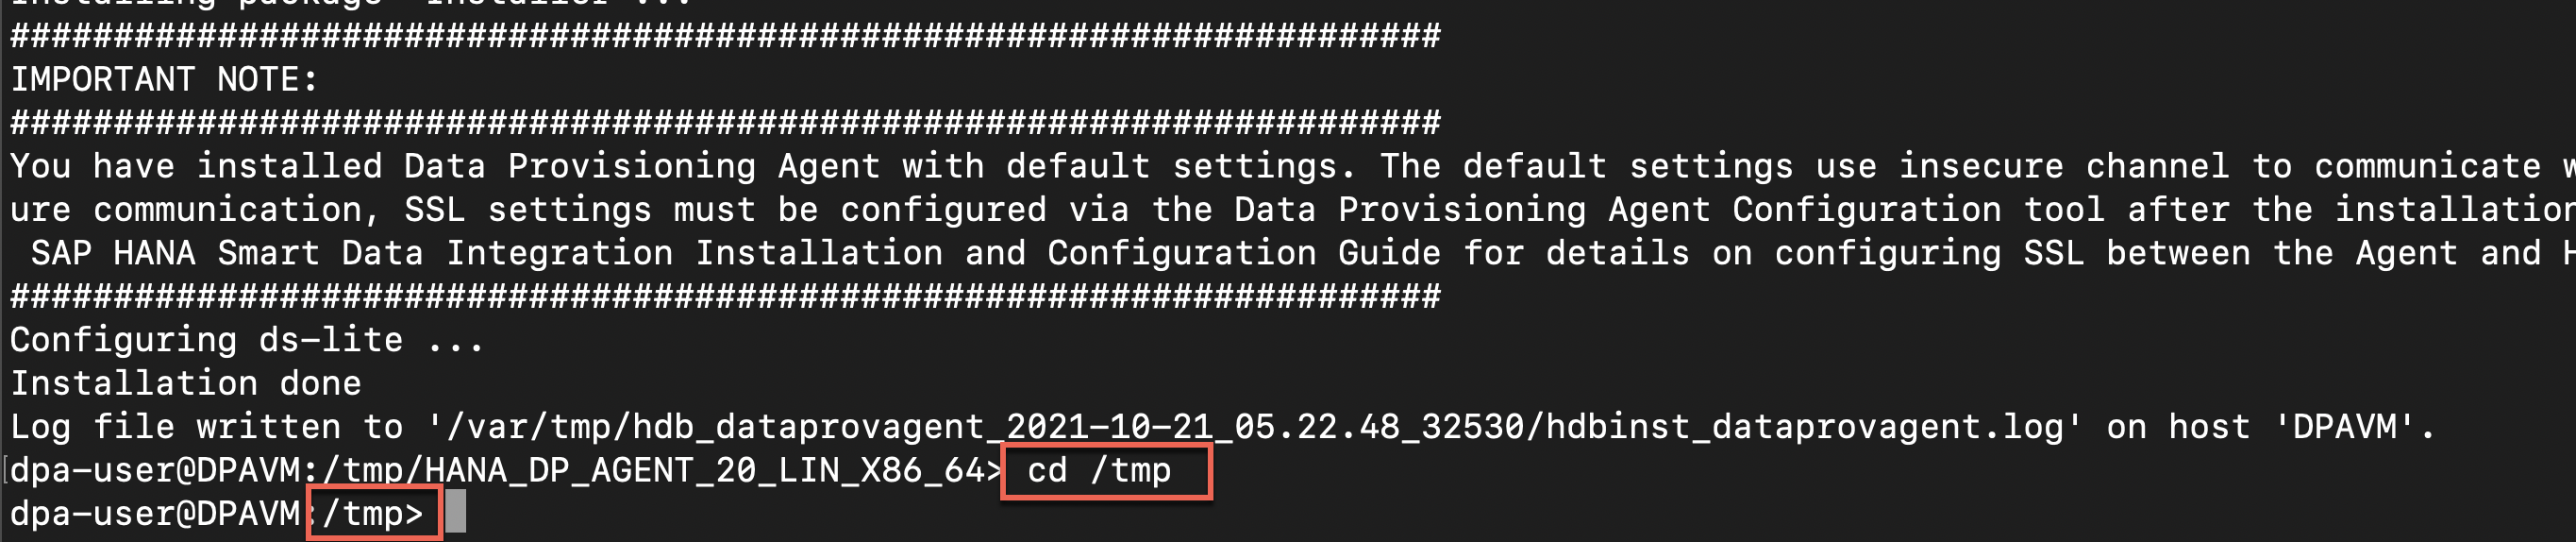 Installing package 'Installer' ...
#####################################################################
IMPORTANT NOTE:
#####################################################################
You have installed Data Provisioning Agent with default settings. The default settings use insecure channel to communicate w
ure communication, SSL settings must be configured via the Data Provisioning Agent Configuration tool after the installation
SAP HANA Smart Data Integration Installation and Configuration Guide for details on configuring SSL between the Agent and H
#####################################################################
Configuring ds-lite ...
Installation done
Log file written to '/var/tmp/hdb_dataprovagent_2021-10-21_05.22.48_32530/hdbinst_dataprovagent.log' on host 'DPAVM'.
[dpa-user@DPAVM:/tmp/HANA_DP_AGENT_20_LIN_X86_64> cd /tmp
dpa-user@DPAVM:/tmp>